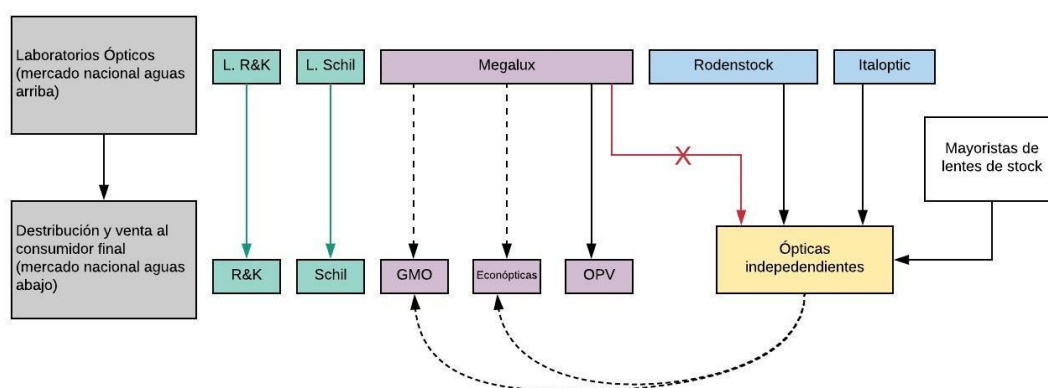 Laboratorios Ópticos
(mercado nacional aguas
arriba)
L. R&K
L. Schil
Megalux
Rodenstock
Italoptic
X
Mayoristas de
lentes de stock
Destribución y venta al
consumidor final
(mercado nacional aguas
abajo)
R&K
Schil
GMO
Econópticas
OPV
Ópticas
indepedendientes